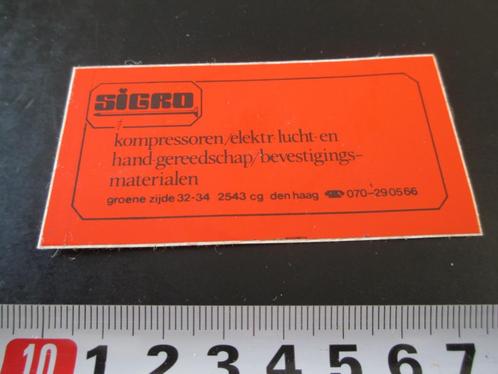 SIGRO
kompressoren/elektr-lucht-en
hand-gereedschap/bevestigings-
materialen
groene zijde 32-34 2543 cg den haag ☎ 070-290566
10 1 2 3 4 5 6 7